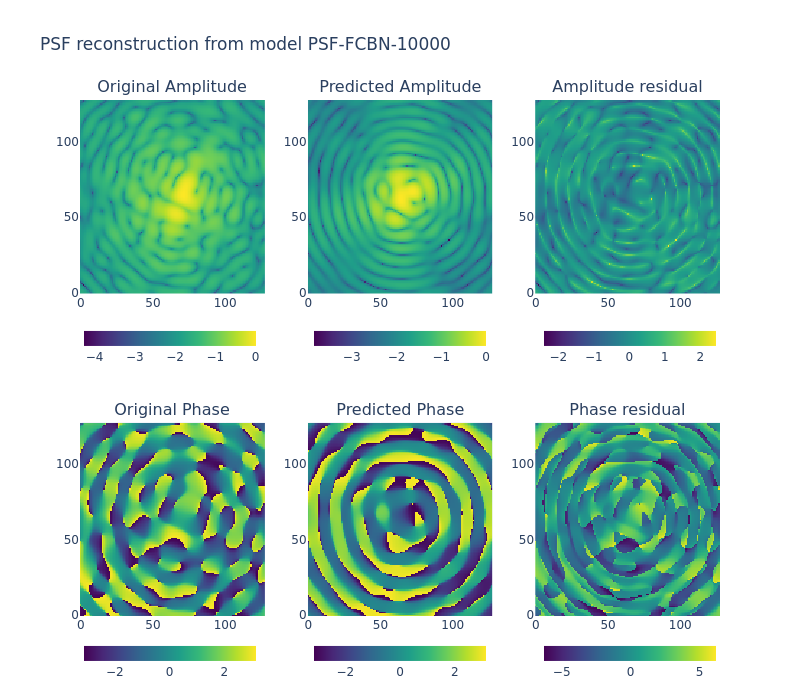 PSF reconstruction from model PSF-FCBN-10000
Original Amplitude
Predicted Amplitude
Amplitude residual
100
50
0
0 50 100
100
50
0
0 50 100
100
50
0
0 50 100
−4 −3 −2 −1 0
−3 −2 −1 0
−2 −1 0 1 2
Original Phase
Predicted Phase
Phase residual
100
50
0
0 50 100
100
50
0
0 50 100
100
50
0
0 50 100
−2 0 2
−2 0 2
−5 0 5